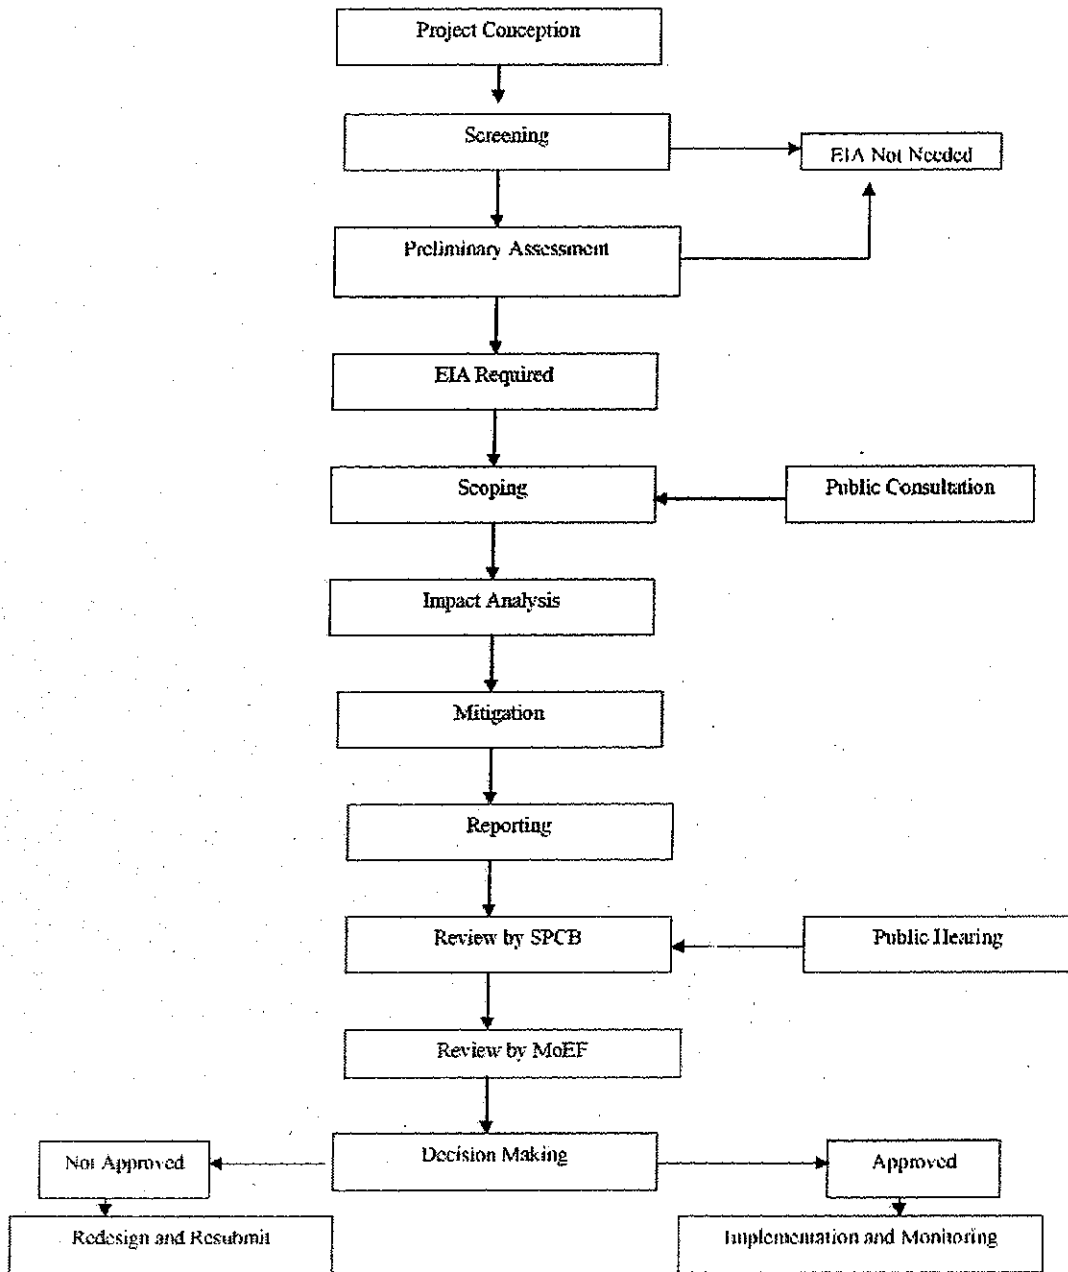 Project Conception
Screening
EIA Not Needed
Preliminary Assessment
EIA Required
Scoping
Public Consultation
Impact Analysis
Mitigation
Reporting
Review by SPCB
Public Hearing
Review by MoEF
Decision Making
Not Approved
Approved
Redesign and Resubmit
Implementation and Monitoring